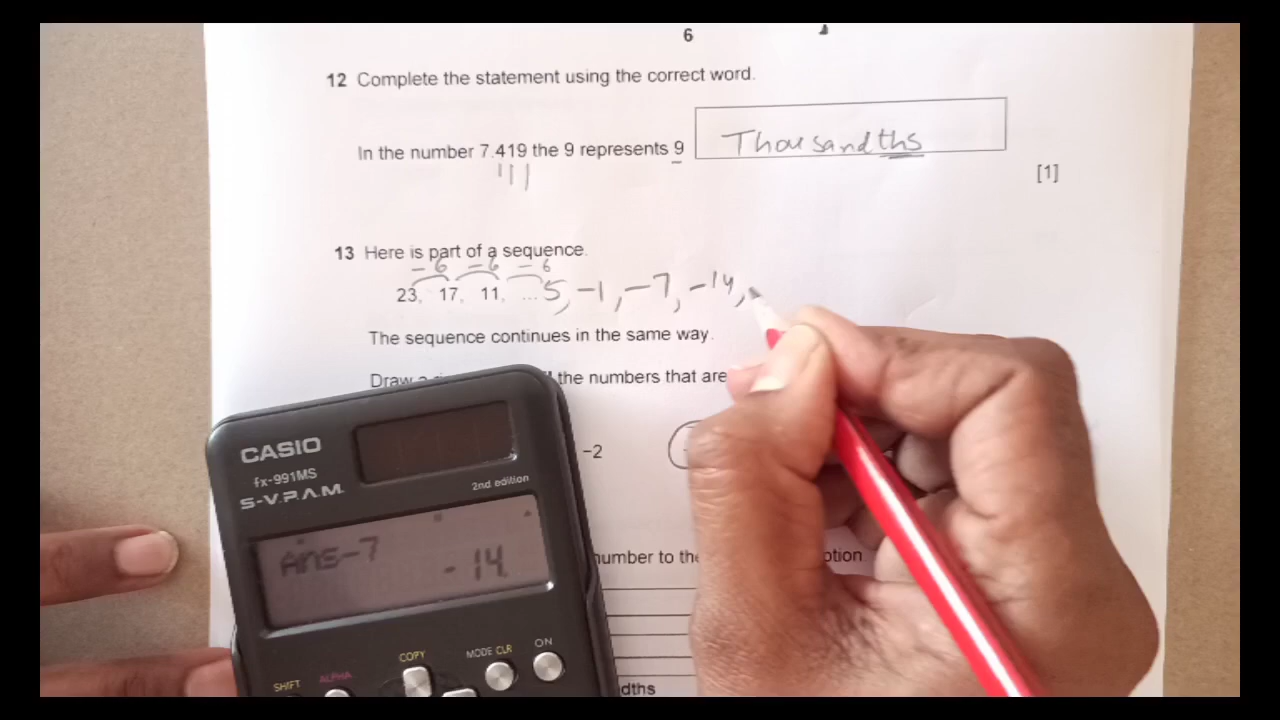 6
12 Complete the statement using the correct word.
In the number 7.419 the 9 represents 9 Thousandths
[1]
13 Here is part of a sequence.
-6 -6 -6
23, 17, 11, ... 5, -1, -7, -14,
The sequence continues in the same way.
the numbers that are
-2
CASIO
fx-991MS
S-V.P.A.M.
2nd edition
Ans-7
-14.
number to the
COPY
MODE CLR
ON
SHIFT
ALPHA